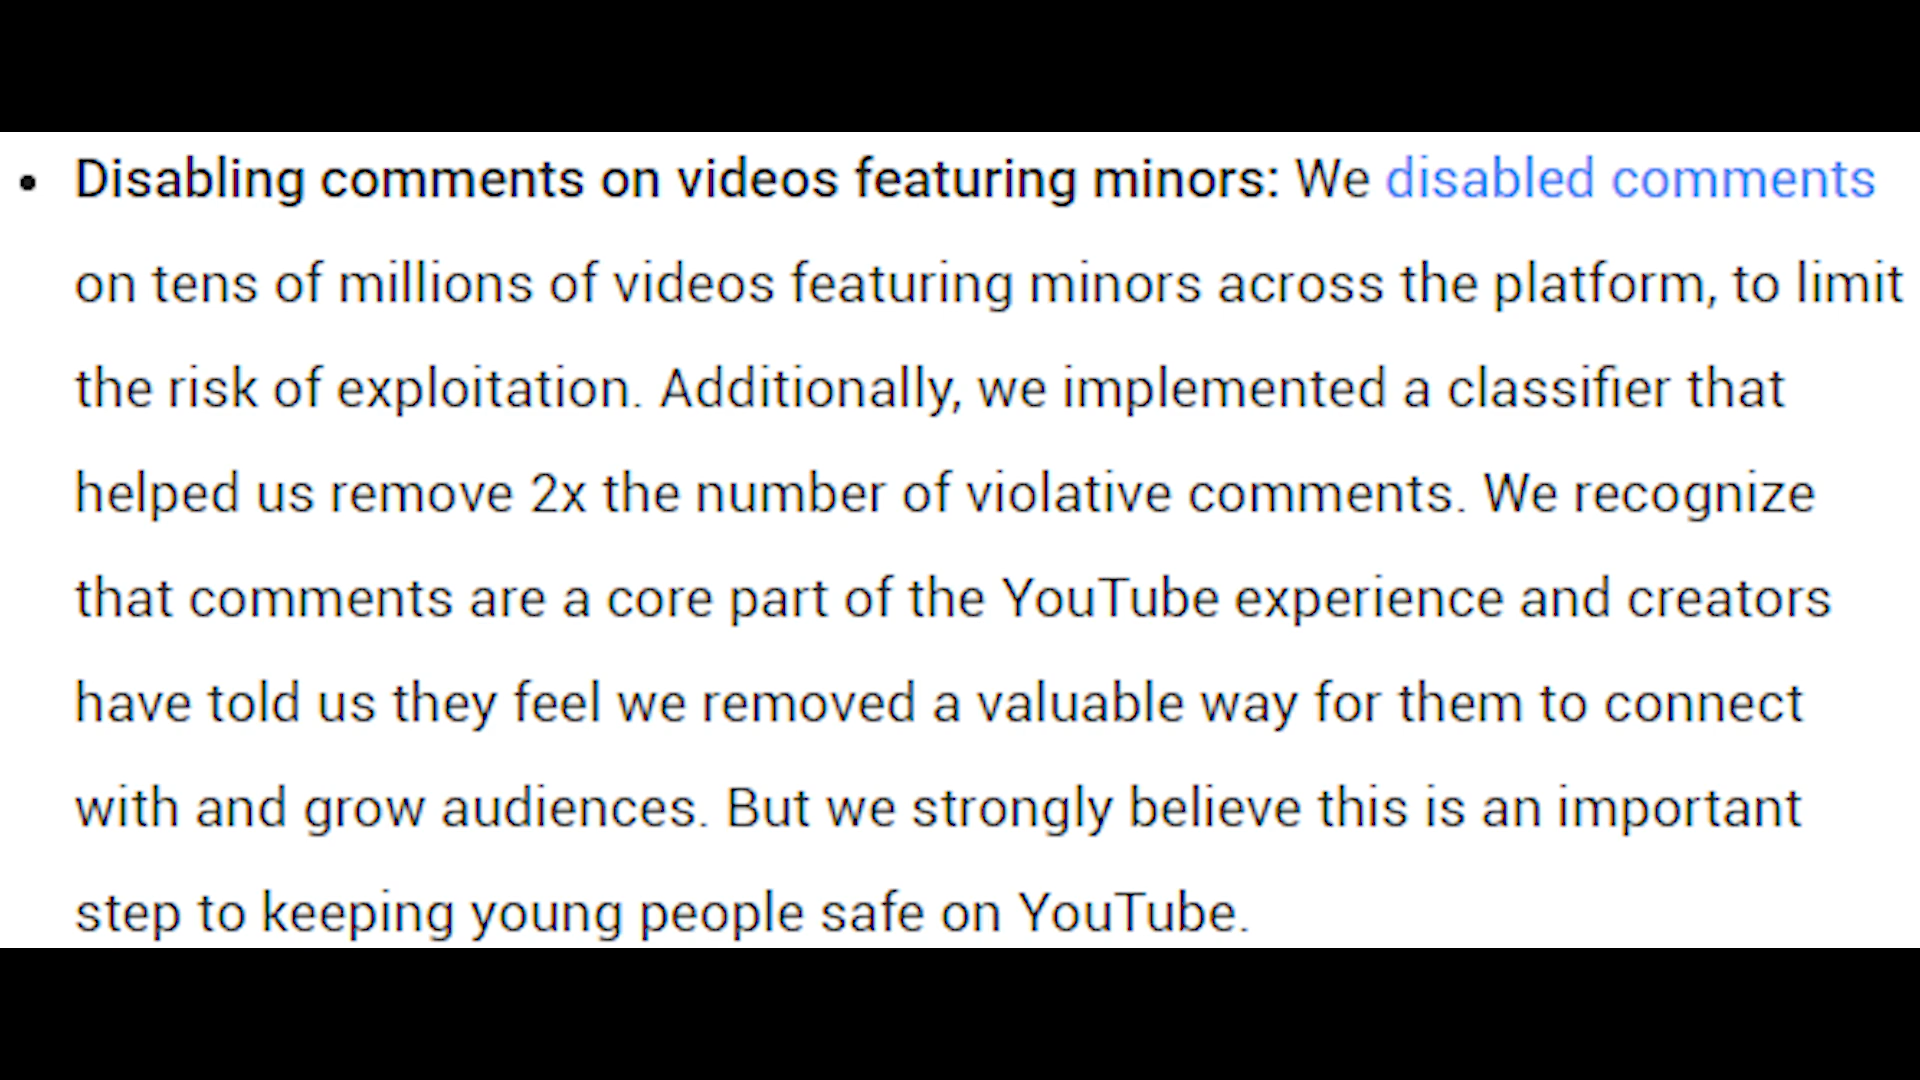 • Disabling comments on videos featuring minors: We disabled comments
on tens of millions of videos featuring minors across the platform, to limit
the risk of exploitation. Additionally, we implemented a classifier that
helped us remove 2x the number of violative comments. We recognize
that comments are a core part of the YouTube experience and creators
have told us they feel we removed a valuable way for them to connect
with and grow audiences. But we strongly believe this is an important
step to keeping young people safe on YouTube.